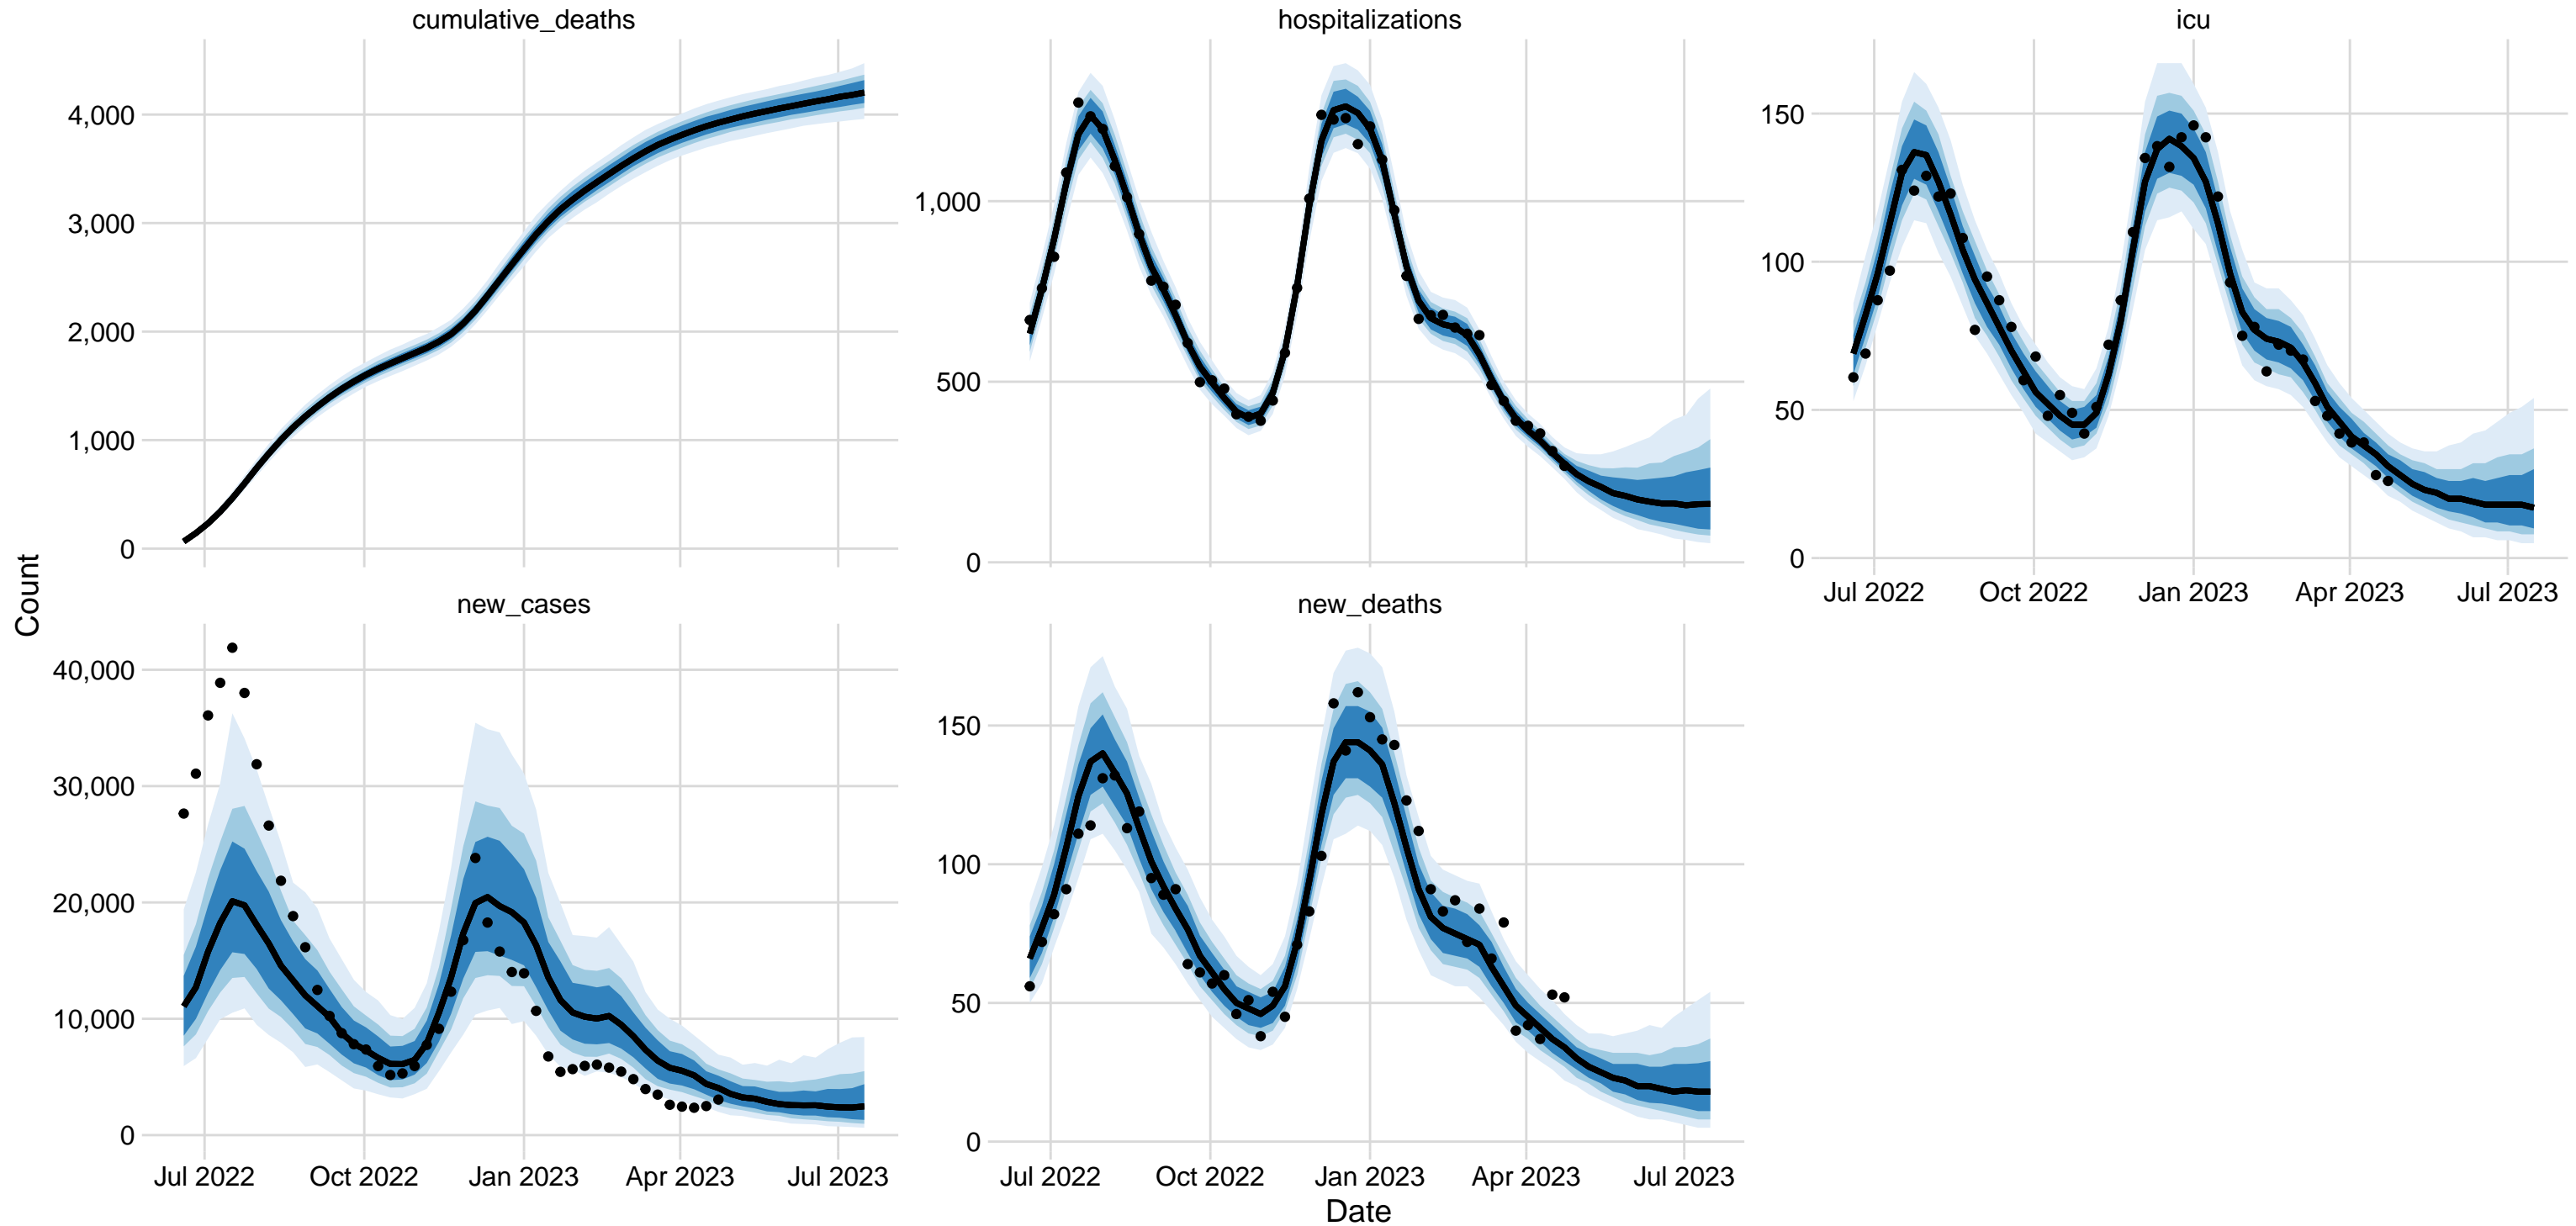 cumulative_deaths
4,000
3,000
2,000
1,000
0
hospitalizations
1,000
500
0
icu
150
100
50
0
Jul 2022 Oct 2022 Jan 2023 Apr 2023 Jul 2023
Count
new_cases
40,000
30,000
20,000
10,000
0
Jul 2022 Oct 2022 Jan 2023 Apr 2023 Jul 2023
new_deaths
150
100
50
0
Jul 2022 Oct 2022 Jan 2023 Apr 2023 Jul 2023
Date